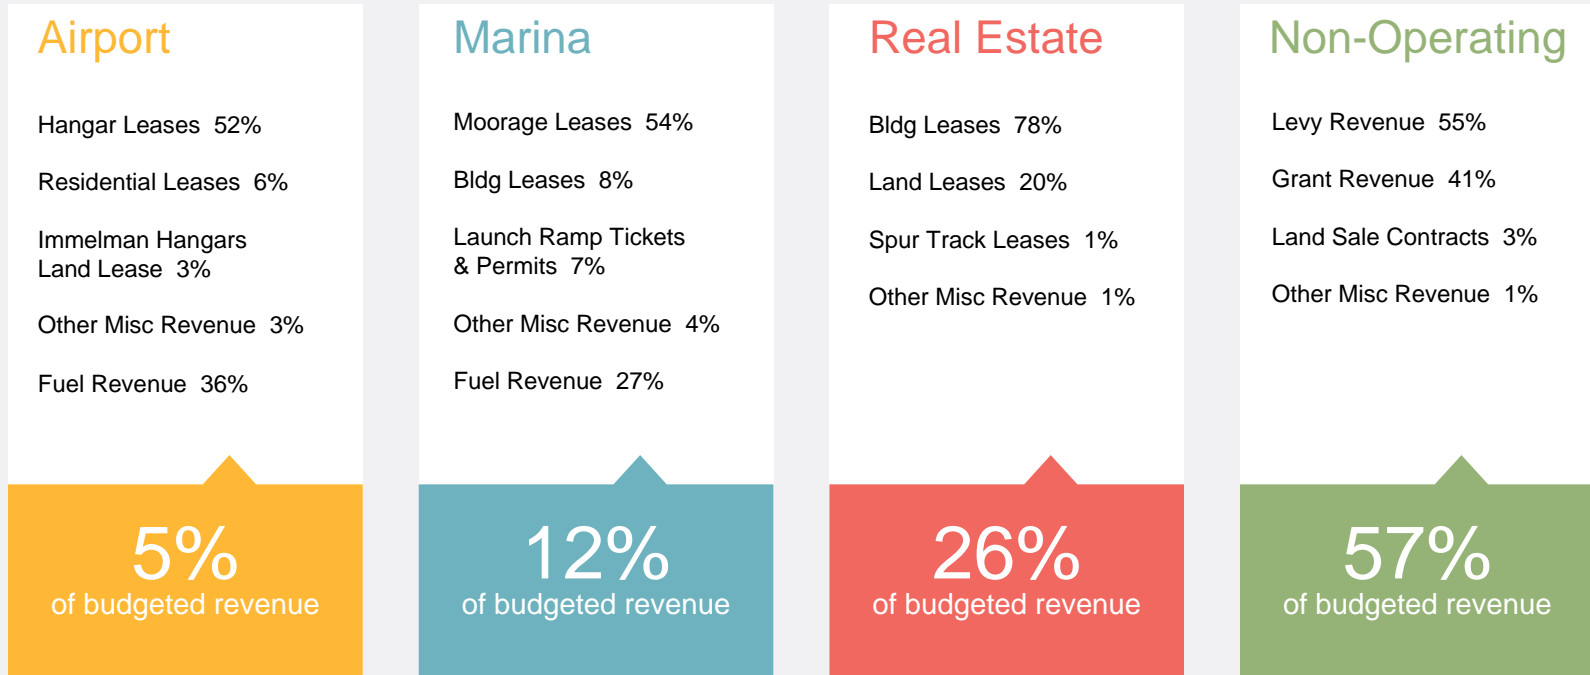 Airport
Hangar Leases 52%
Residential Leases 6%
Immelman Hangars
Land Lease 3%
Other Misc Revenue 3%
Fuel Revenue 36%
5%
of budgeted revenue
Marina
Moorage Leases 54%
Bldg Leases 8%
Launch Ramp Tickets
& Permits 7%
Other Misc Revenue 4%
Fuel Revenue 27%
12%
of budgeted revenue
Real Estate
Bldg Leases 78%
Land Leases 20%
Spur Track Leases 1%
Other Misc Revenue 1%
26%
of budgeted revenue
Non-Operating
Levy Revenue 55%
Grant Revenue 41%
Land Sale Contracts 3%
Other Misc Revenue 1%
57%
of budgeted revenue